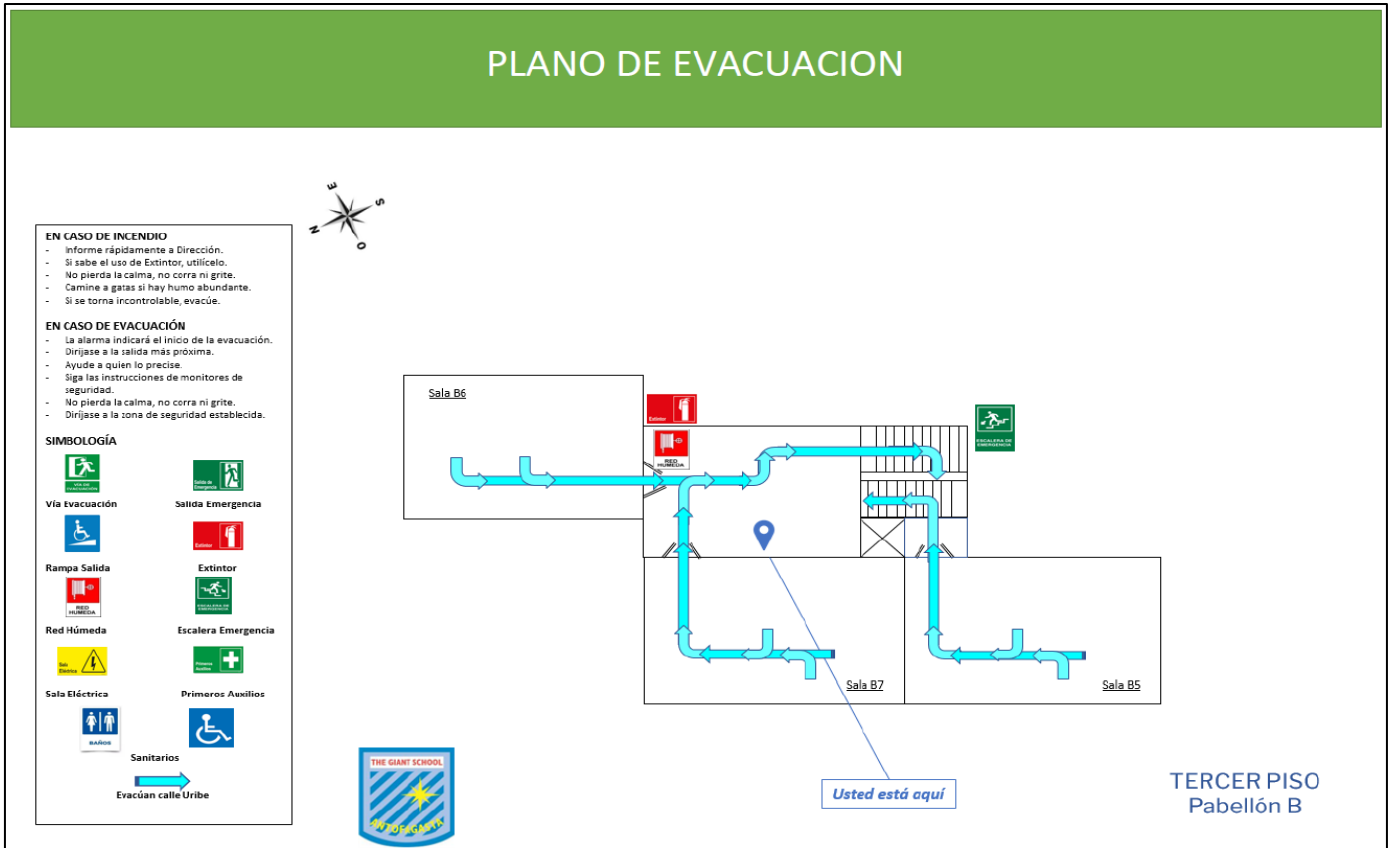 PLANO DE EVACUACION
E
S
N
O
EN CASO DE INCENDIO
- Informe rápidamente a Dirección.
- Si sabe el uso de Extintor, utilícelo.
- No pierda la calma, no corra ni grite.
- Camine a gatas si hay humo abundante.
- Si se torna incontrolable, evacúe.
EN CASO DE EVACUACIÓN
- La alarma indicará el inicio de la evacuación.
- Diríjase a la salida más próxima.
- Ayude a quien lo precise.
- Siga las instrucciones de monitores de
seguridad.
- No pierda la calma, no corra ni grite.
- Diríjase a la zona de seguridad establecida.
SIMBOLOGÍA
VÍA DE
EVACUACIÓN
Salida de
Emergencia
Vía Evacuación
Salida Emergencia
Extintor
Rampa Salida
Extintor
RED
HUMEDA
ESCALERA DE
EMERGENCIA
Red Húmeda
Escalera Emergencia
Sala
Eléctrica
Primeros
Auxilios
Sala Eléctrica
Primeros Auxilios
BAÑOS
Sanitarios
Evacúan calle Uribe
Sala B6
Extintor
RED
HUMEDA
ESCALERA DE
EMERGENCIA
Sala B7
Sala B5
Usted está aquí
THE GIANT SCHOOL
ANTOFAGASTA
TERCER PISO
Pabellón B